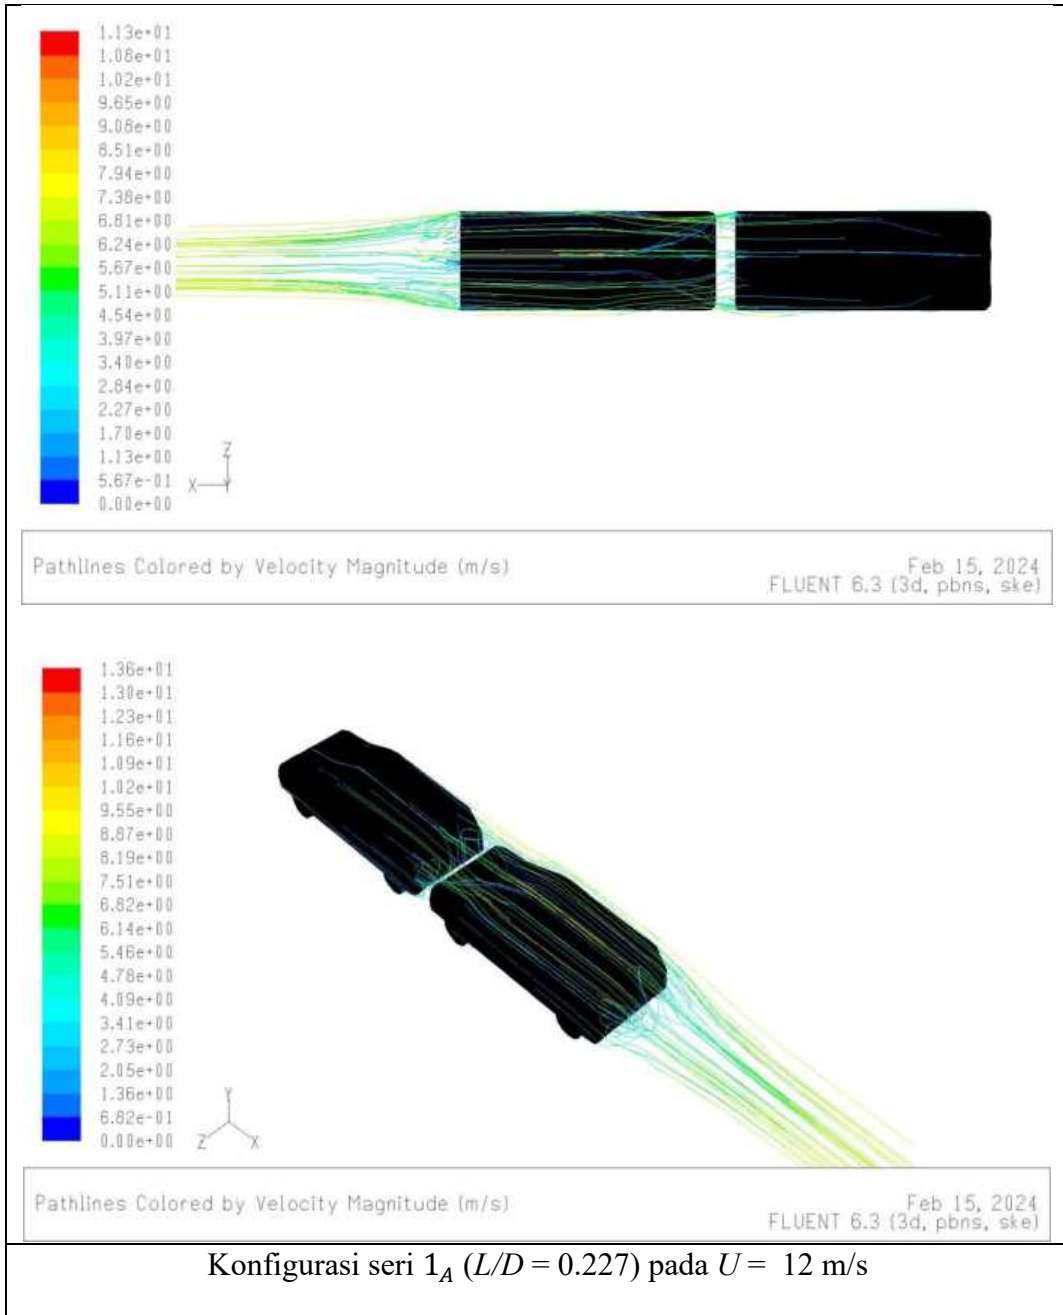 1.13e+01
1.08e+01
1.02e+01
9.65e+00
9.08e+00
8.51e+00
7.94e+00
7.38e+00
6.81e+00
6.24e+00
5.67e+00
5.11e+00
4.54e+00
3.97e+00
3.40e+00
2.84e+00
2.27e+00
1.70e+00
1.13e+00
5.67e-01
0.00e+00
Z
X Y
Pathlines Colored by Velocity Magnitude (m/s)
Feb 15, 2024
FLUENT 6.3 (3d, pbns, ske)
1.36e+01
1.30e+01
1.23e+01
1.16e+01
1.09e+01
1.02e+01
9.55e+00
8.87e+00
8.19e+00
7.51e+00
6.82e+00
6.14e+00
5.46e+00
4.78e+00
4.09e+00
3.41e+00
2.73e+00
2.05e+00
1.36e+00
6.82e-01
0.00e+00
Y
Z X
Pathlines Colored by Velocity Magnitude (m/s)
Feb 15, 2024
FLUENT 6.3 (3d, pbns, ske)
Konfigurasi seri 1_A (L/D = 0.227) pada U = 12 m/s